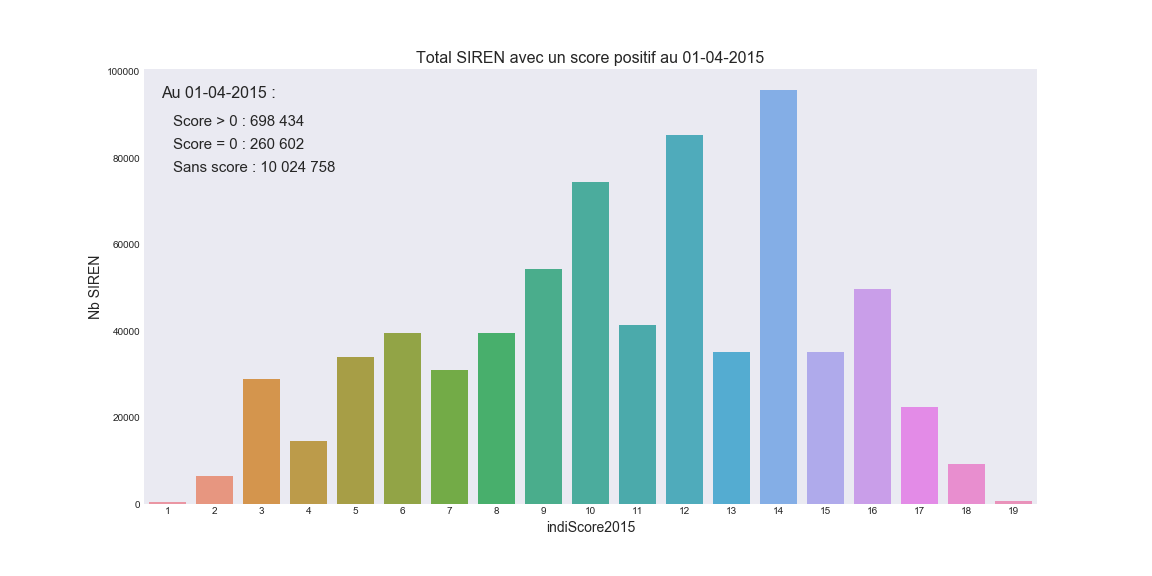 Total SIREN avec un score positif au 01-04-2015
Au 01-04-2015 :
Score > 0 : 698 434
Score = 0 : 260 602
Sans score : 10 024 758
Nb SIREN
100000
80000
60000
40000
20000
0
1 2 3 4 5 6 7 8 9 10 11 12 13 14 15 16 17 18 19
indiScore2015